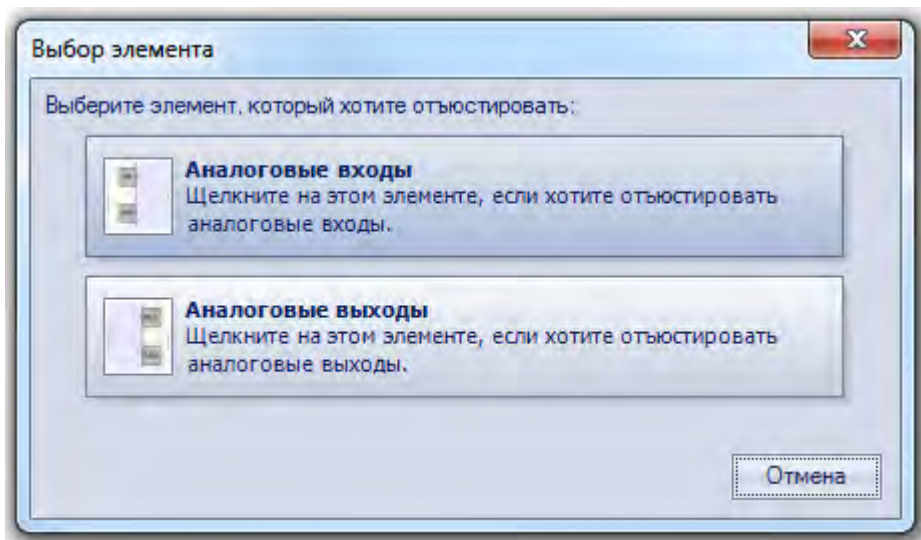 Выбор элемента
Выберите элемент, который хотите отъюстировать:
Аналоговые входы
Щелкните на этом элементе, если хотите отъюстировать
аналоговые входы.
Аналоговые выходы
Щелкните на этом элементе, если хотите отъюстировать
аналоговые выходы.
Отмена